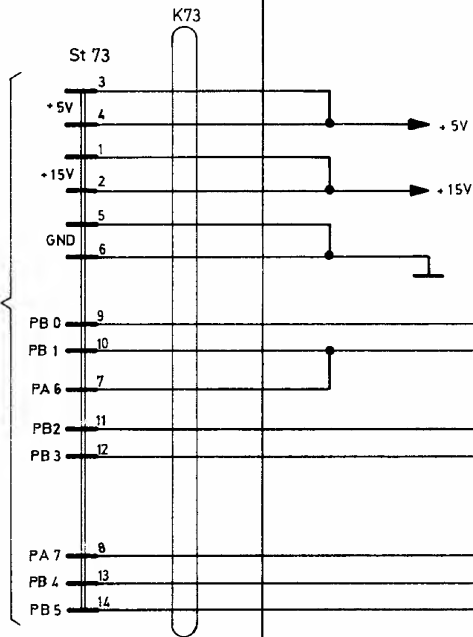 K73
St 73
3
+5V
4
+5V
1
+15V
2
+15V
5
GND
6
PB 0 9
PB 1 10
PA 6 7
PB2 11
PB 3 12
PA 7 8
PB 4 13
PB 5 14